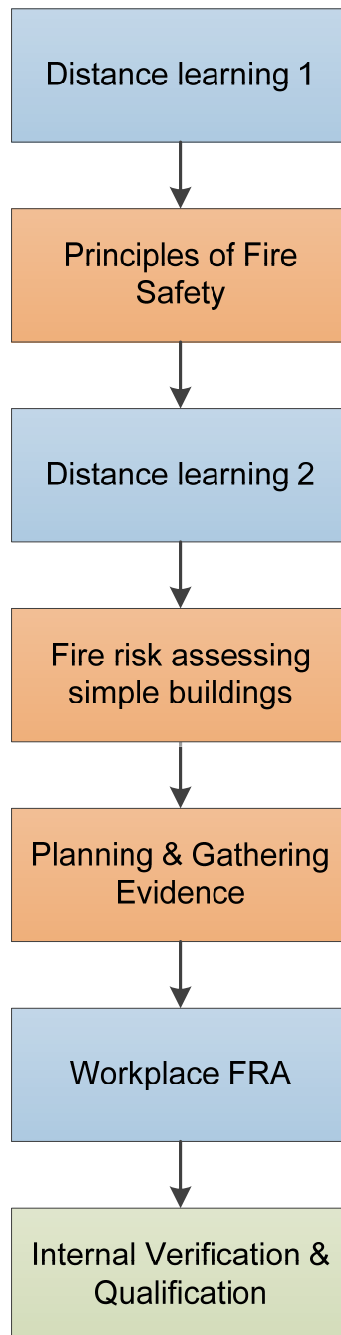 Distance learning 1
Principles of Fire
Safety
Distance learning 2
Fire risk assessing
simple buildings
Planning & Gathering
Evidence
Workplace FRA
Internal Verification &
Qualification